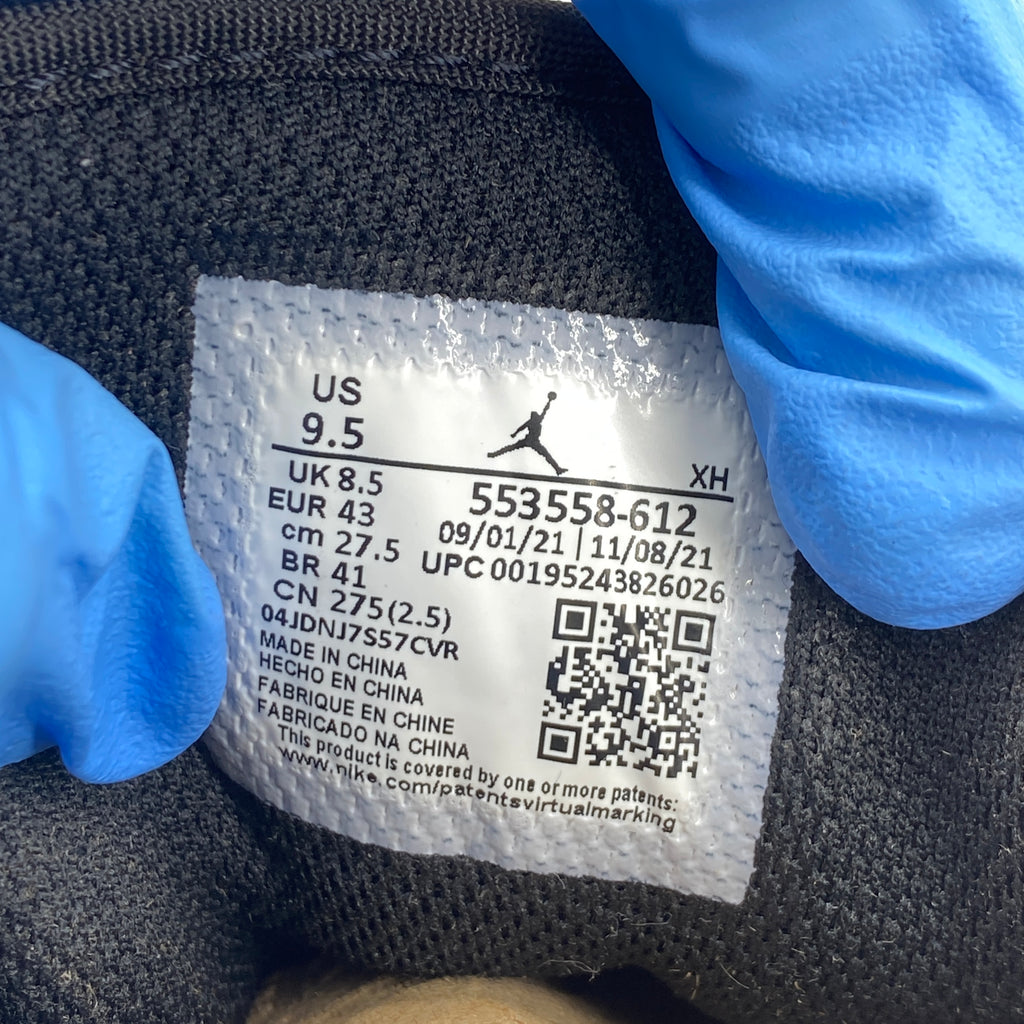 US
9.5
XH
UK 8.5
EUR 43
cm 27.5
BR 41
CN 275(2.5)
553558-612
09/01/21 | 11/08/21
UPC 00195243826026
04JDNJ7S57CVR
MADE IN CHINA
HECHO EN CHINA
FABRIQUE EN CHINE
FABRICADO NA CHINA
This product is covered by one or more patents:
www.nike.com/patentsvirtualmarking